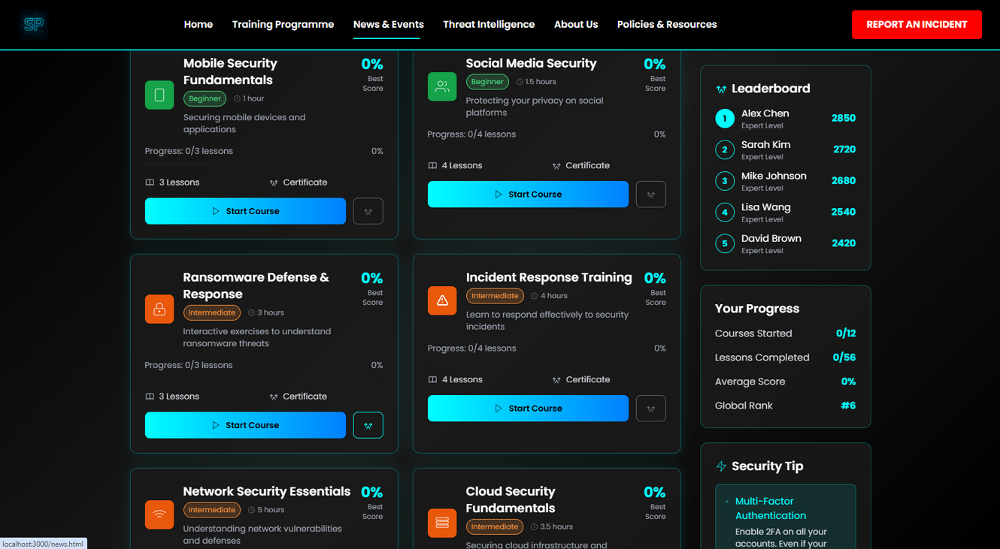 SP
Home
Training Programme
News & Events
Threat Intelligence
About Us
Policies & Resources
REPORT AN INCIDENT
Mobile Security
Fundamentals
0%
Best
Score
Beginner
1 hour
Securing mobile devices and
applications
Progress: 0/3 lessons
0%
3 Lessons
Certificate
Start Course
Social Media Security
0%
Best
Score
Beginner
1.5 hours
Protecting your privacy on social
platforms
Progress: 0/4 lessons
0%
4 Lessons
Certificate
Start Course
Ransomware Defense &
Response
0%
Best
Score
Intermediate
3 hours
Interactive exercises to understand
ransomware threats
Progress: 0/3 lessons
0%
3 Lessons
Certificate
Start Course
Incident Response Training
0%
Best
Score
Intermediate
4 hours
Learn to respond effectively to security
incidents
Progress: 0/4 lessons
0%
4 Lessons
Certificate
Start Course
Network Security Essentials
0%
Best
Score
Intermediate
5 hours
Understanding network vulnerabilities
and defenses
Cloud Security
Fundamentals
0%
Best
Score
Intermediate
3.5 hours
Securing cloud infrastructure and
Leaderboard
1
Alex Chen
Expert Level
2850
2
Sarah Kim
Expert Level
2720
3
Mike Johnson
Expert Level
2680
4
Lisa Wang
Expert Level
2540
5
David Brown
Expert Level
2420
Your Progress
Courses Started
0/12
Lessons Completed
0/56
Average Score
0%
Global Rank
#6
Security Tip
Multi-Factor
Authentication
Enable 2FA on all your
accounts. Even if your
localhost:3000/news.html